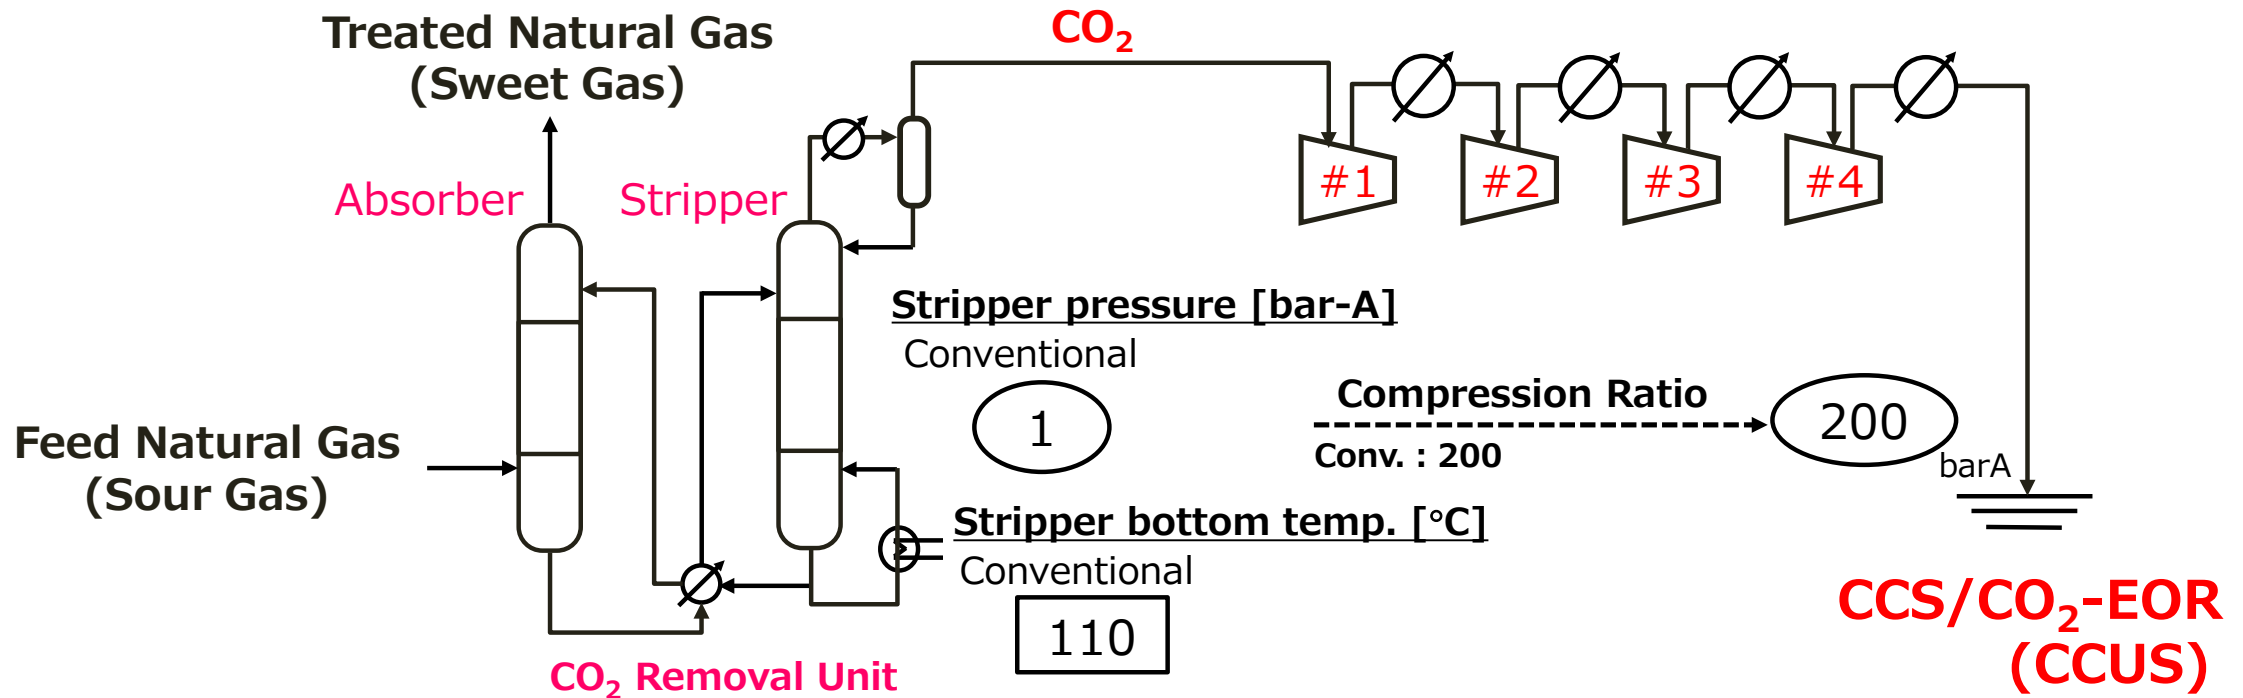 Treated Natural Gas
(Sweet Gas)
CO₂
Absorber
Stripper
#1
#2
#3
#4
Stripper pressure [bar-A]
Conventional
1
Compression Ratio
Conv. : 200
200
barA
Feed Natural Gas
(Sour Gas)
Stripper bottom temp. [°C]
Conventional
110
CO₂ Removal Unit
CCS/CO₂-EOR
(CCUS)